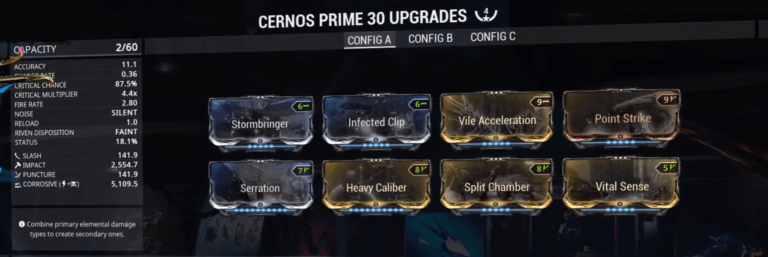 CERNOS PRIME 30 UPGRADES 4
CONFIG A CONFIG B CONFIG C
CAPACITY 2/60
ACCURACY 11.1
CHARGE RATE 0.36
CRITICAL CHANCE 87.5%
CRITICAL MULTIPLIER 4.4x
FIRE RATE 2.80
NOISE SILENT
RELOAD 1.0
RIVEN DISPOSITION FAINT
STATUS 18.1%
SLASH 141.9
IMPACT 2,554.7
PUNCTURE 141.9
CORROSIVE ( + ) 5,109.5
Combine primary elemental damage
types to create secondary ones.
6 6 9 9
Stormbringer Infected Clip Vile Acceleration Point Strike
7 8 8 5
Serration Heavy Caliber Split Chamber Vital Sense